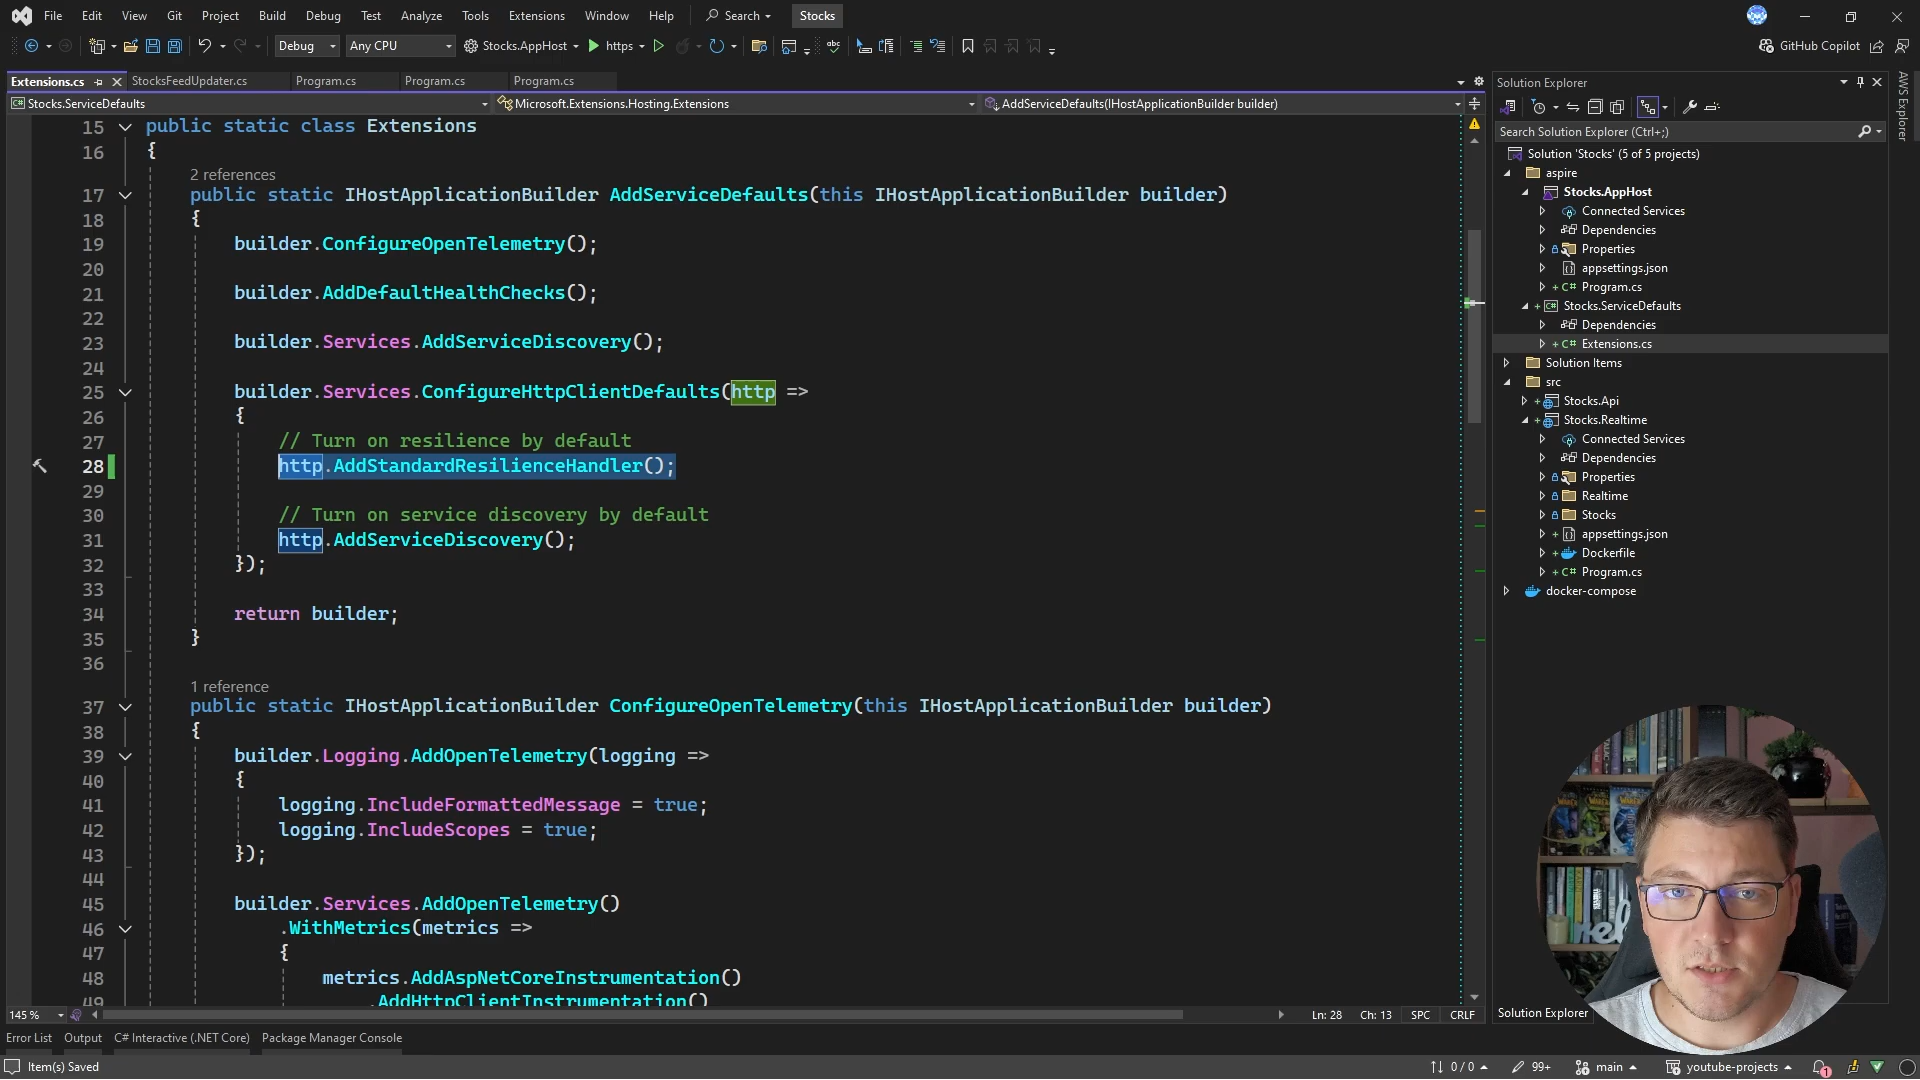 File Edit View Git Project Build Debug Test Analyze Tools Extensions Window Help Search Stocks
Debug Any CPU Stocks.AppHost https GitHub Copilot
Extensions.cs StocksFeedUpdater.cs Program.cs Program.cs Program.cs
Stocks.ServiceDefaults Microsoft.Extensions.Hosting.Extensions AddServiceDefaults(IHostApplicationBuilder builder)
15 public static class Extensions
16 {
2 references
17 public static IHostApplicationBuilder AddServiceDefaults(this IHostApplicationBuilder builder)
18 {
19 builder.ConfigureOpenTelemetry();
20
21 builder.AddDefaultHealthChecks();
22
23 builder.Services.AddServiceDiscovery();
24
25 builder.Services.ConfigureHttpClientDefaults(http =>
26 {
27 // Turn on resilience by default
28 http.AddStandardResilienceHandler();
29
30 // Turn on service discovery by default
31 http.AddServiceDiscovery();
32 });
33
34 return builder;
35 }
36
1 reference
37 public static IHostApplicationBuilder ConfigureOpenTelemetry(this IHostApplicationBuilder builder)
38 {
39 builder.Logging.AddOpenTelemetry(logging =>
40 {
41 logging.IncludeFormattedMessage = true;
42 logging.IncludeScopes = true;
43 });
44
45 builder.Services.AddOpenTelemetry()
46 .WithMetrics(metrics =>
47 {
48 metrics.AddAspNetCoreInstrumentation()
49 .AddHttpClientInstrumentation()
145 % Ln: 28 Ch: 13 SPC CRLF
Solution Explorer
Search Solution Explorer (Ctrl+;)
Solution 'Stocks' (5 of 5 projects)
aspire
Stocks.AppHost
Connected Services
Dependencies
Properties
appsettings.json
C# Program.cs
C# Stocks.ServiceDefaults
Dependencies
C# Extensions.cs
Solution Items
src
Stocks.Api
Stocks.Realtime
Connected Services
Dependencies
Properties
Realtime
Stocks
appsettings.json
Dockerfile
C# Program.cs
docker-compose
Solution Explorer
AWS Explorer
Error List Output C# Interactive (.NET Core) Package Manager Console
Item(s) Saved 0 / 0 99+ main youtube-projects 1